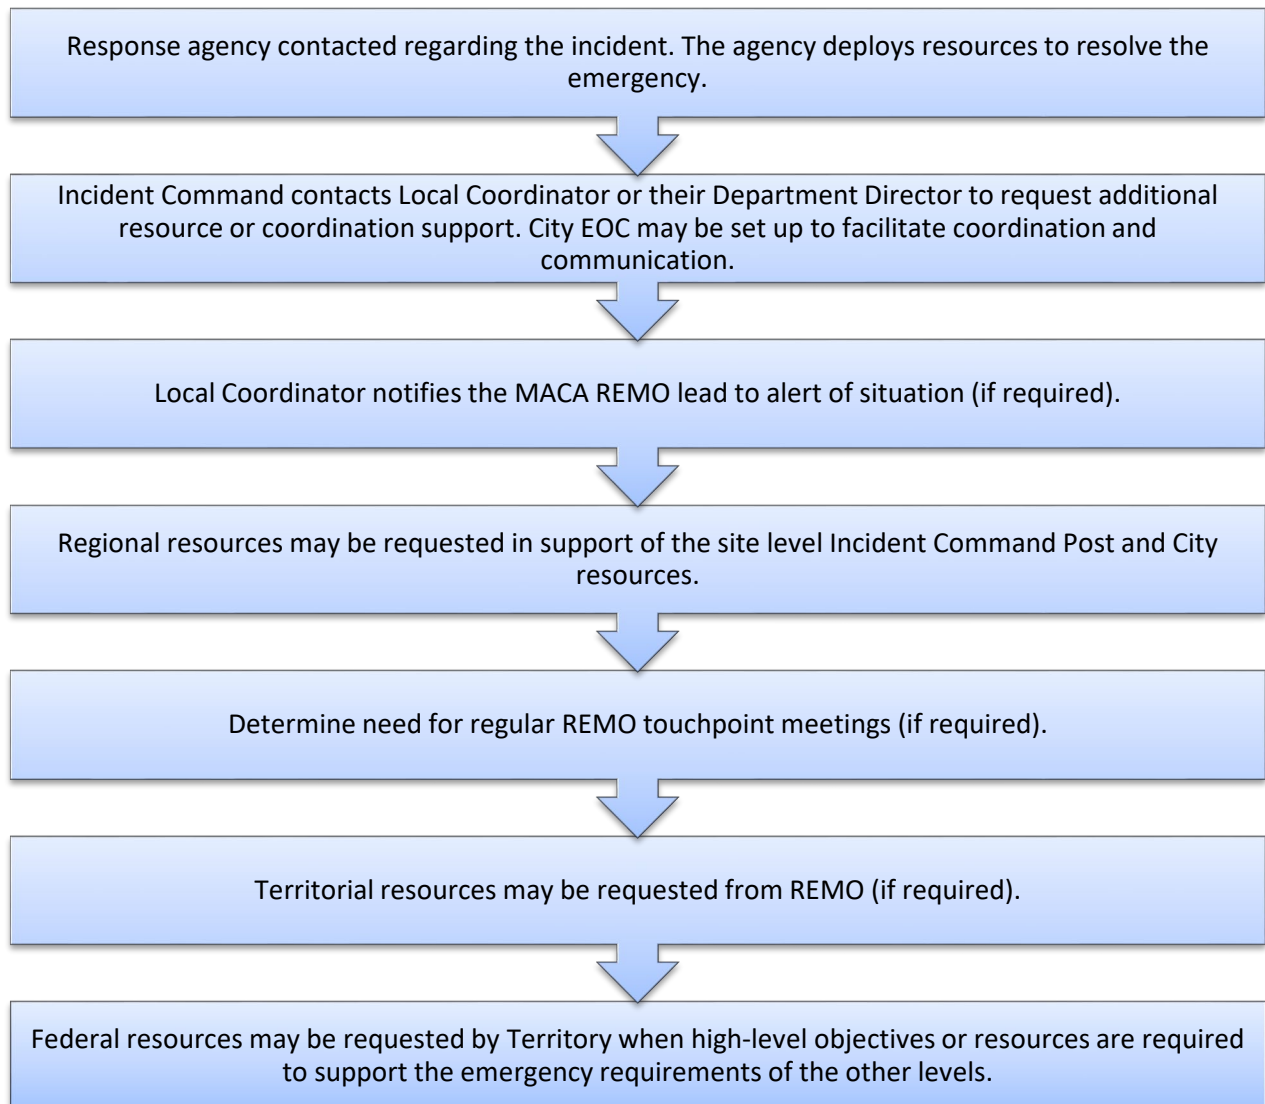 Response agency contacted regarding the incident. The agency deploys resources to resolve the
emergency.
Incident Command contacts Local Coordinator or their Department Director to request additional
resource or coordination support. City EOC may be set up to facilitate coordination and
communication.
Local Coordinator notifies the MACA REMO lead to alert of situation (if required).
Regional resources may be requested in support of the site level Incident Command Post and City
resources.
Determine need for regular REMO touchpoint meetings (if required).
Territorial resources may be requested from REMO (if required).
Federal resources may be requested by Territory when high-level objectives or resources are required
to support the emergency requirements of the other levels.